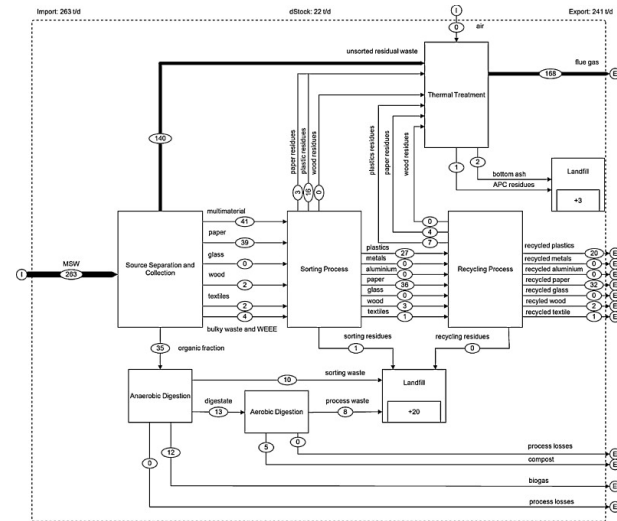 Import: 263 t/d
dStock: 22 t/d
Export: 241 t/d
I
0
air
unsorted residual waste
flue gas
168
E
Thermal Treatment
140
paper residues
plastic residues
wood residues
plastics residues
paper residues
wood residues
1
2
bottom ash
APC residues
Landfill
+3
3
16
0
0
4
7
MSW
I
263
Source Separation and
Collection
multimaterial
41
paper
39
glass
0
wood
2
textiles
2
4
bulky waste and WEEE
Sorting Process
plastics
27
metals
0
aluminium
0
paper
36
glass
0
wood
3
textiles
1
Recycling Process
recycled plastics
20
E
recycled metals
0
E
recycled aluminium
0
E
recycled paper
32
E
recycled glass
0
E
recyled wood
2
E
recycled textile
1
E
35
organic fraction
sorting residues
1
recycling residues
0
Anaerobic Digestion
sorting waste
10
digestate
13
Aerobic Digestion
process waste
8
Landfill
+20
0
12
5
0
process losses
E
compost
E
biogas
E
process losses
E